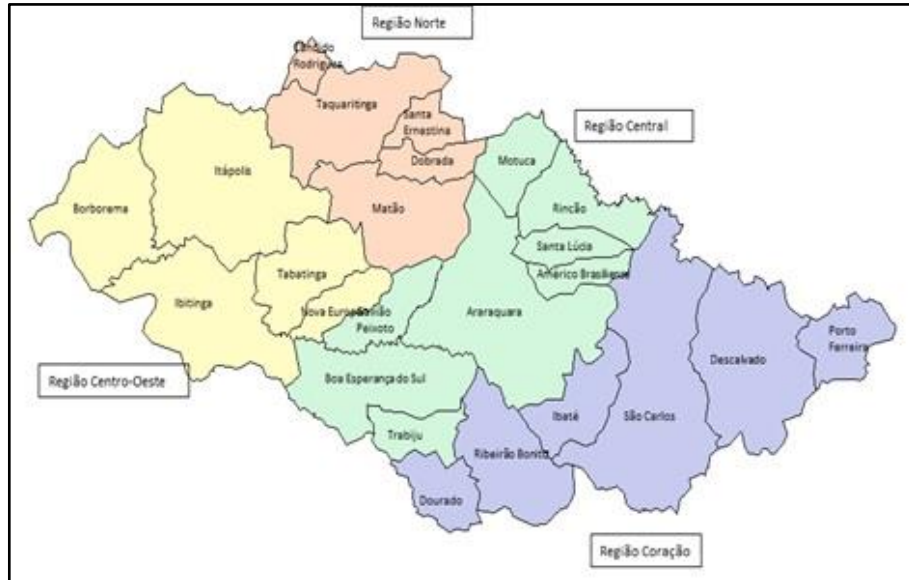 Região Norte
Cândido
Rodrigues
Taquaritinga
Santa
Ernastina
Região Central
Dobrada
Motuca
Itápolis
Borborema
Matão
Rincão
Santa Lúcia
Tabatinga
Américo Brasiliense
Ibitinga
Nova Europa
Gavião
Peixoto
Araraquara
Porto
Ferreira
Descalvado
Região Centro-Oeste
Boa Esperança do Sul
Ibaté
São Carlos
Trabiju
Ribeirão Bonito
Dourado
Região Coração